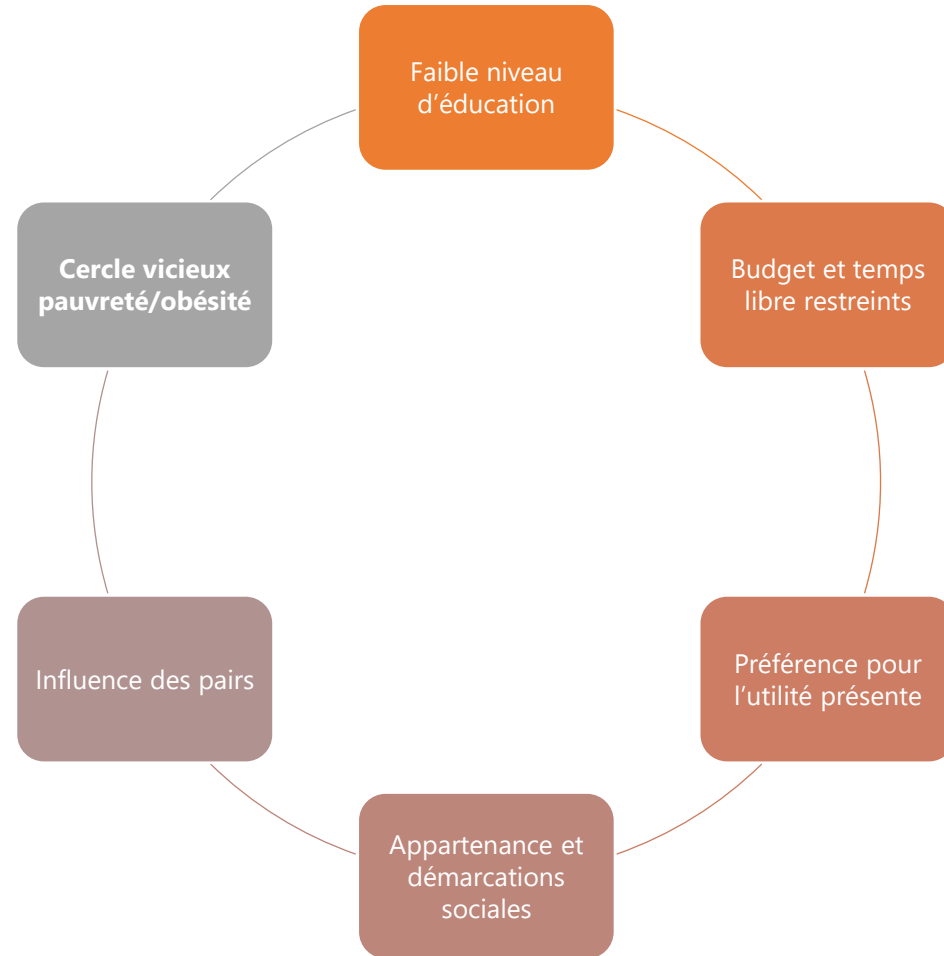 Faible niveau
d’éducation
Budget et temps
libre restreints
Préférence pour
l’utilité présente
Appartenance et
démarcations
sociales
Influence des pairs
Cercle vicieux
pauvreté/obésité